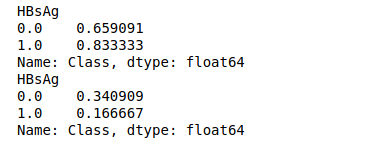 HBsAg
0.0    0.659091
1.0    0.833333
Name: Class, dtype: float64
HBsAg
0.0    0.340909
1.0    0.166667
Name: Class, dtype: float64